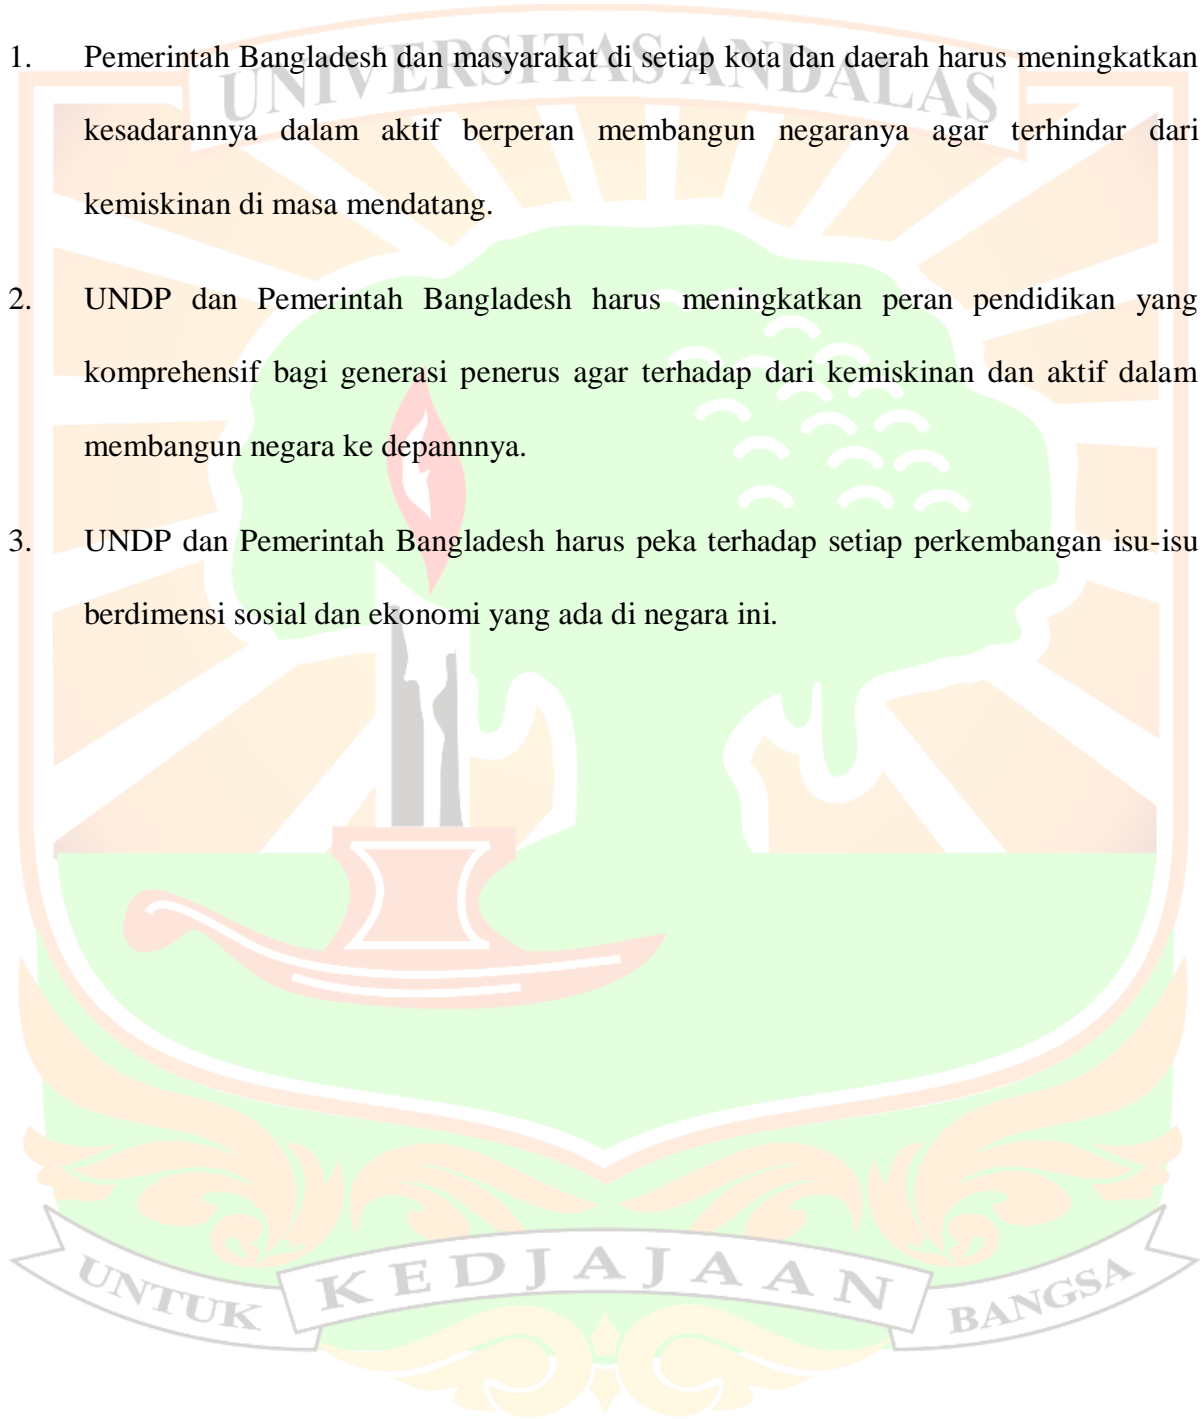 UNIVERSITAS ANDALAS
1. Pemerintah Bangladesh dan masyarakat di setiap kota dan daerah harus meningkatkan
kesadarannya dalam aktif berperan membangun negaranya agar terhindar dari
kemiskinan di masa mendatang.
2. UNDP dan Pemerintah Bangladesh harus meningkatkan peran pendidikan yang
komprehensif bagi generasi penerus agar terhadap dari kemiskinan dan aktif dalam
membangun negara ke depannnya.
3. UNDP dan Pemerintah Bangladesh harus peka terhadap setiap perkembangan isu-isu
berdimensi sosial dan ekonomi yang ada di negara ini.
UNTUK KEDJAJAAN BANGSA